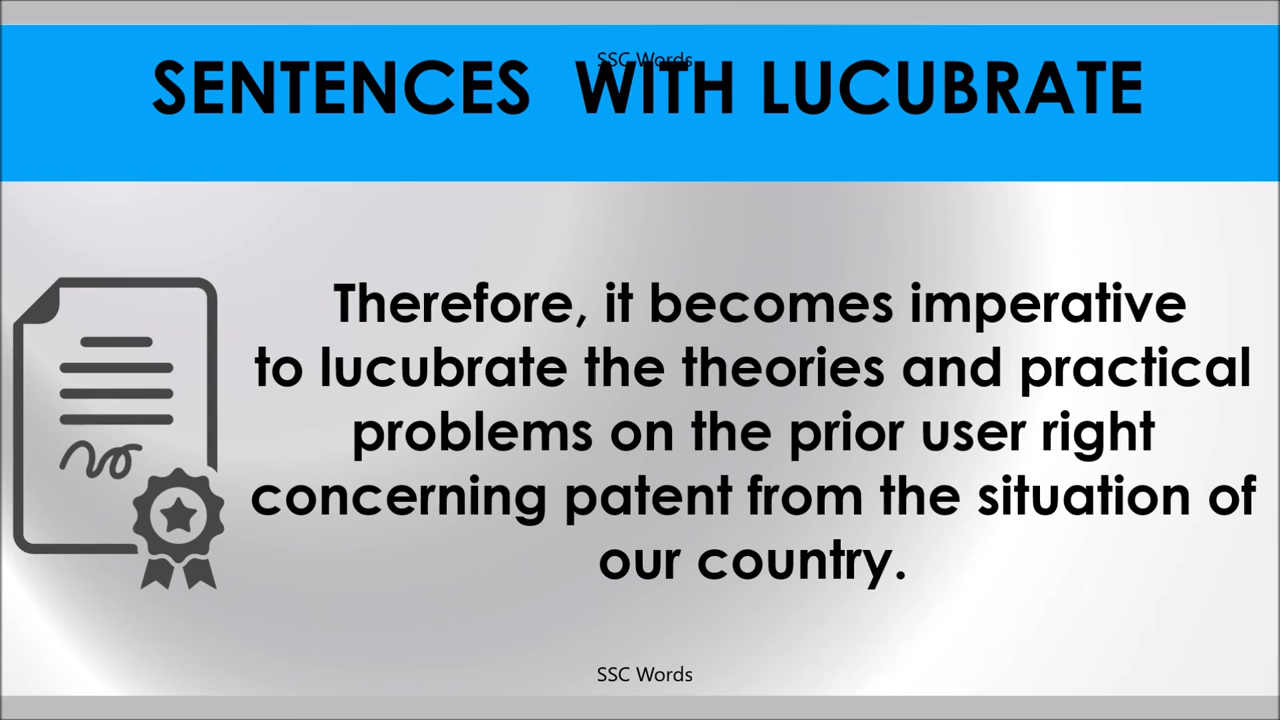 SSC Words
SENTENCES WITH LUCUBRATE
Therefore, it becomes imperative
to lucubrate the theories and practical
problems on the prior user right
concerning patent from the situation of
our country.
SSC Words